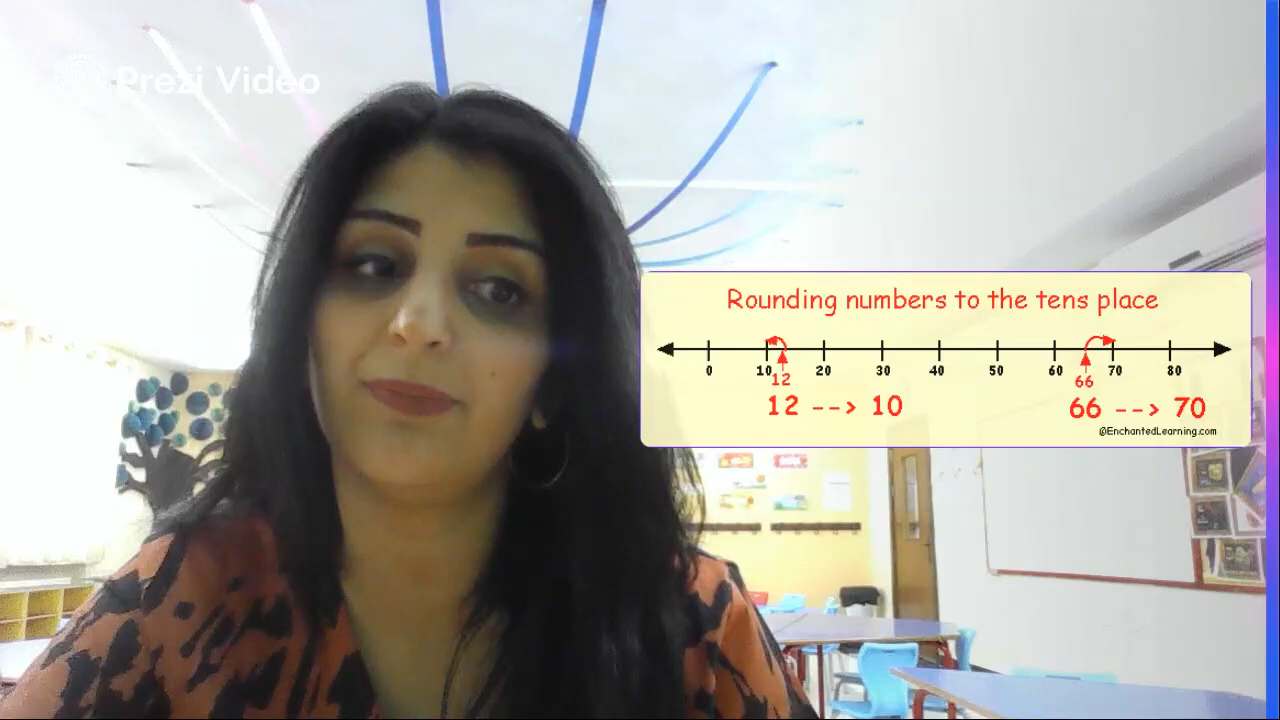 Prezi Video
Rounding numbers to the tens place
0 10 20 30 40 50 60 70 80
12 66
12 --> 10 66 --> 70
@EnchantedLearning.com